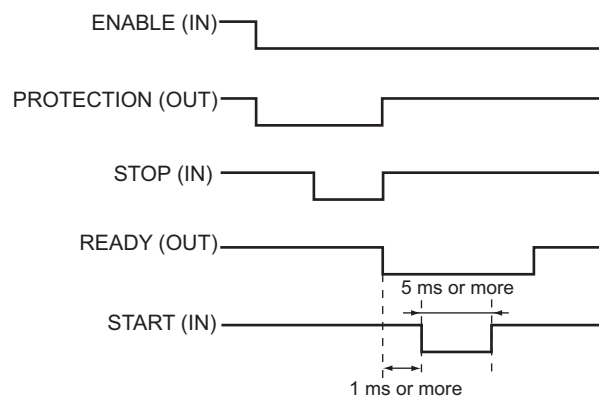 ENABLE (IN)
PROTECTION (OUT)
STOP (IN)
READY (OUT)
5 ms or more
START (IN)
1 ms or more